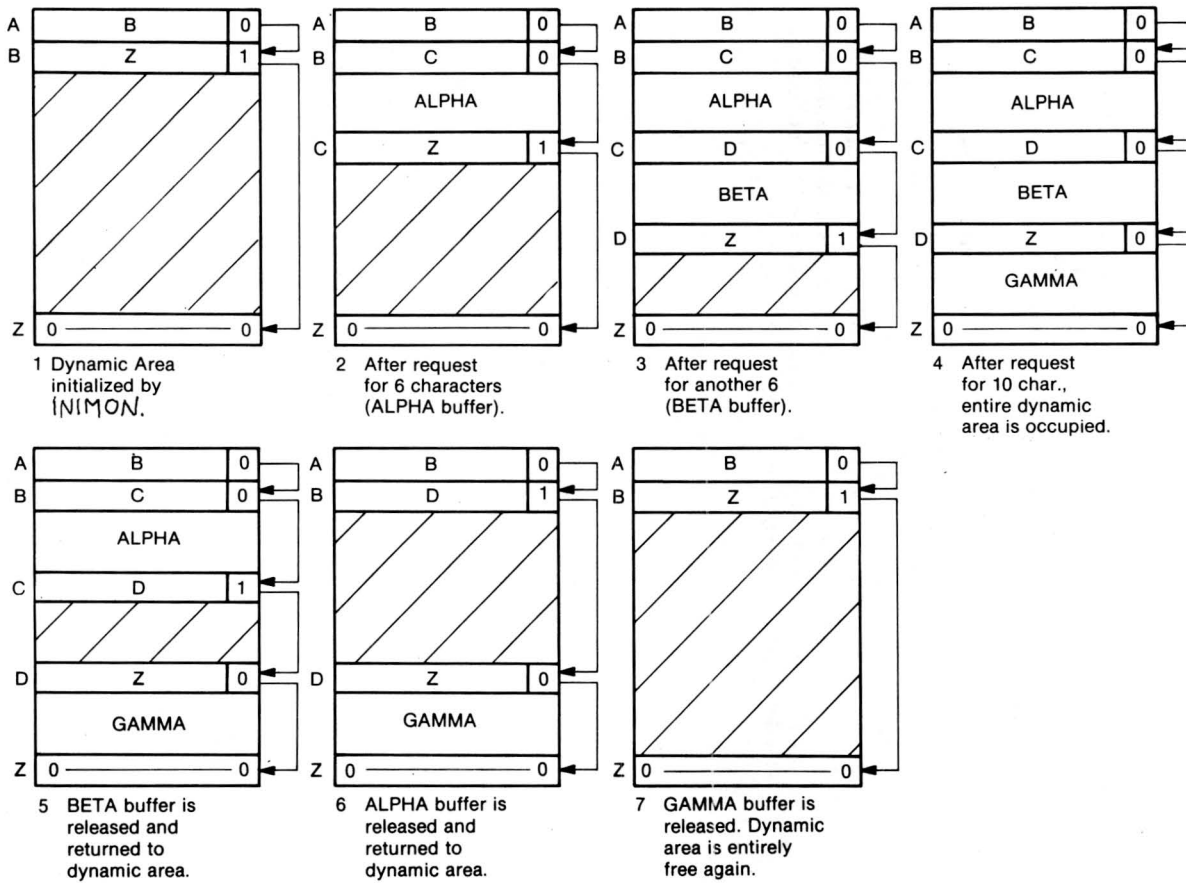 A B 0
B Z 1
Z 0 0
1 Dynamic Area
initialized by
INIMON.
A B 0
B C 0
ALPHA
C Z 1
Z 0 0
2 After request
for 6 characters
(ALPHA buffer).
A B 0
B C 0
ALPHA
C D 0
BETA
D Z 1
Z 0 0
3 After request
for another 6
(BETA buffer).
A B 0
B C 0
ALPHA
C D 0
BETA
D Z 0
GAMMA
Z 0 0
4 After request
for 10 char.,
entire dynamic
area is occupied.
A B 0
B C 0
ALPHA
C D 1
D Z 0
GAMMA
Z 0 0
5 BETA buffer is
released and
returned to
dynamic area.
A B 0
B D 1
D Z 0
GAMMA
Z 0 0
6 ALPHA buffer is
released and
returned to
dynamic area.
A B 0
B Z 1
Z 0 0
7 GAMMA buffer is
released. Dynamic
area is entirely
free again.